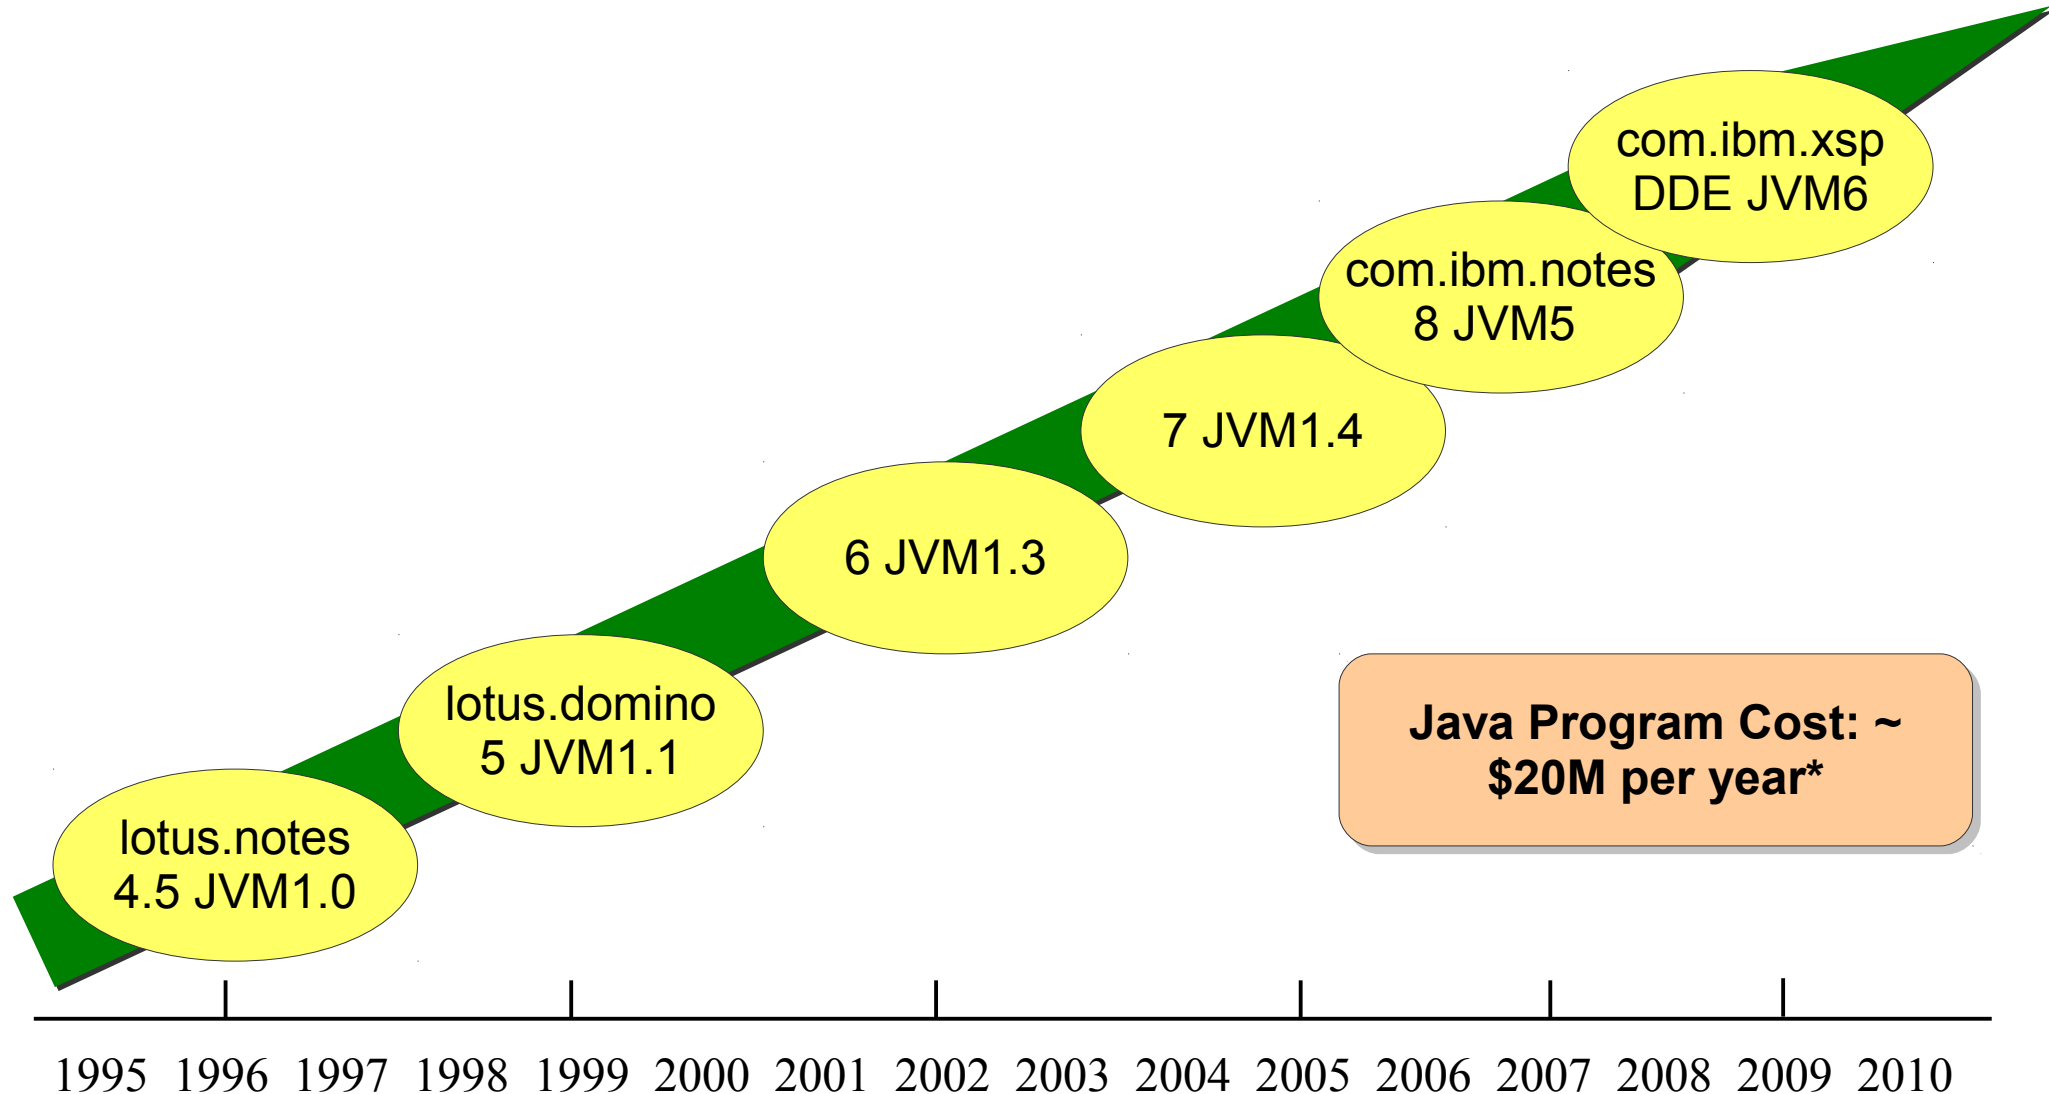 com.ibm.xsp
DDE JVM6
com.ibm.notes
8 JVM5
7 JVM1.4
6 JVM1.3
lotus.domino
5 JVM1.1
lotus.notes
4.5 JVM1.0
Java Program Cost: ~
$20M per year*
1995 1996 1997 1998 1999 2000 2001 2002 2003 2004 2005 2006 2007 2008 2009 2010